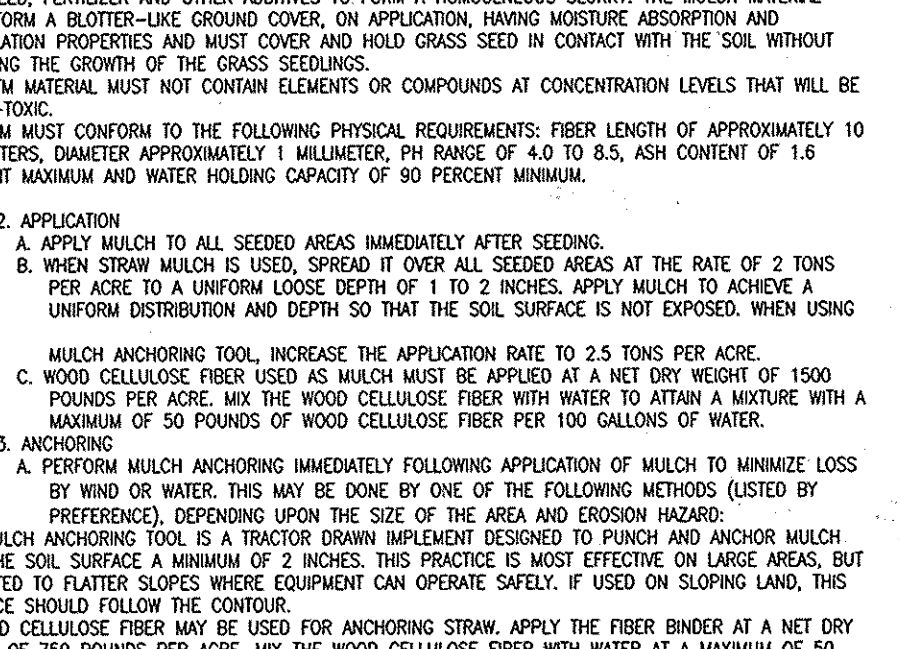 FERTILIZER AND OTHER ADDITIVES TO FORM A HOMOGENEOUS SLURRY. THE MULCH MATERIAL
FORM A BLOTTER-LIKE GROUND COVER, ON APPLICATION, HAVING MOISTURE ABSORPTION AND
ATION PROPERTIES AND MUST COVER AND HOLD GRASS SEED IN CONTACT WITH THE SOIL WITHOUT
NG THE GROWTH OF THE GRASS SEEDLINGS.
M MATERIAL MUST NOT CONTAIN ELEMENTS OR COMPOUNDS AT CONCENTRATION LEVELS THAT WILL BE
-TOXIC.
M MUST CONFORM TO THE FOLLOWING PHYSICAL REQUIREMENTS: FIBER LENGTH OF APPROXIMATELY 10
TERS, DIAMETER APPROXIMATELY 1 MILLIMETER, PH RANGE OF 4.0 TO 8.5, ASH CONTENT OF 1.6
NT MAXIMUM AND WATER HOLDING CAPACITY OF 90 PERCENT MINIMUM.
2. APPLICATION
A. APPLY MULCH TO ALL SEEDED AREAS IMMEDIATELY AFTER SEEDING.
B. WHEN STRAW MULCH IS USED, SPREAD IT OVER ALL SEEDED AREAS AT THE RATE OF 2 TONS
PER ACRE TO A UNIFORM LOOSE DEPTH OF 1 TO 2 INCHES. APPLY MULCH TO ACHIEVE A
UNIFORM DISTRIBUTION AND DEPTH SO THAT THE SOIL SURFACE IS NOT EXPOSED. WHEN USING
MULCH ANCHORING TOOL, INCREASE THE APPLICATION RATE TO 2.5 TONS PER ACRE.
C. WOOD CELLULOSE FIBER USED AS MULCH MUST BE APPLIED AT A NET DRY WEIGHT OF 1500
POUNDS PER ACRE. MIX THE WOOD CELLULOSE FIBER WITH WATER TO ATTAIN A MIXTURE WITH A
MAXIMUM OF 50 POUNDS OF WOOD CELLULOSE FIBER PER 100 GALLONS OF WATER.
3. ANCHORING
A. PERFORM MULCH ANCHORING IMMEDIATELY FOLLOWING APPLICATION OF MULCH TO MINIMIZE LOSS
BY WIND OR WATER. THIS MAY BE DONE BY ONE OF THE FOLLOWING METHODS (LISTED BY
PREFERENCE), DEPENDING UPON THE SIZE OF THE AREA AND EROSION HAZARD:
ULCH ANCHORING TOOL IS A TRACTOR DRAWN IMPLEMENT DESIGNED TO PUNCH AND ANCHOR MULCH
HE SOIL SURFACE A MINIMUM OF 2 INCHES. THIS PRACTICE IS MOST EFFECTIVE ON LARGE AREAS, BUT
TED TO FLATTER SLOPES WHERE EQUIPMENT CAN OPERATE SAFELY. IF USED ON SLOPING LAND, THIS
CE SHOULD FOLLOW THE CONTOUR.
D CELLULOSE FIBER MAY BE USED FOR ANCHORING STRAW. APPLY THE FIBER BINDER AT A NET DRY
OF 750 POUNDS PER ACRE. MIX THE WOOD CELLULOSE FIBER WITH WATER AT A MAXIMUM OF 50